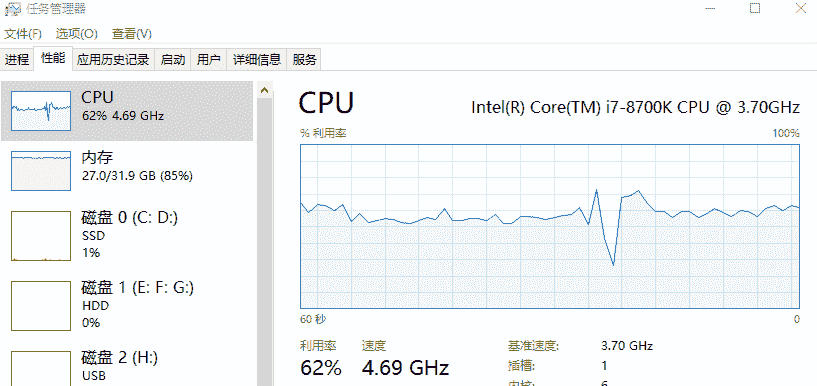 任务管理器
文件(F) 选项(O) 查看(V)
进程 性能 应用历史记录 启动 用户 详细信息 服务
CPU
62% 4.69 GHz
内存
27.0/31.9 GB (85%)
磁盘 0 (C: D:)
SSD
1%
磁盘 1 (E: F: G:)
HDD
0%
磁盘 2 (H:)
USB
CPU
Intel(R) Core(TM) i7-8700K CPU @ 3.70GHz
% 利用率 100%
60 秒 0
利用率 速度
62% 4.69 GHz
基准速度: 3.70 GHz
插槽: 1
内核: 6